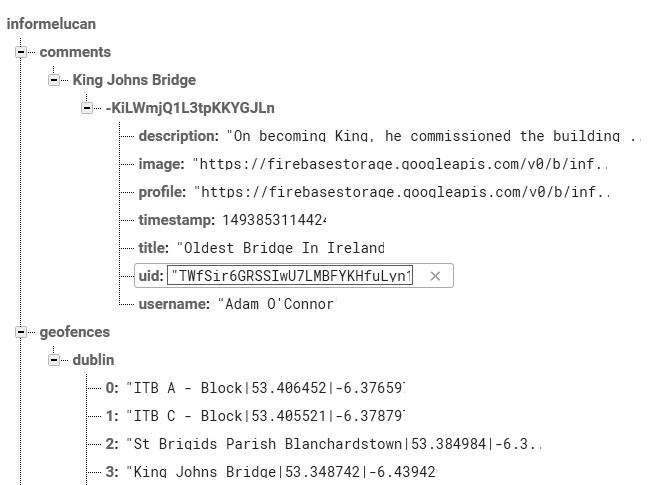 informelucan
comments
King Johns Bridge
-KiLWmjQ1L3tpKKYGJLn
description: "On becoming King, he commissioned the building ..
image: "https://firebasestorage.googleapis.com/v0/b/inf..
profile: "https://firebasestorage.googleapis.com/v0/b/inf..
timestamp: 1493853114424
title: "Oldest Bridge In Ireland
uid: "TWfSir6GRSSIwU7LMBFYKHfuLyn1
username: "Adam O'Connor
geofences
dublin
0: "ITB A - Block|53.406452|-6.37659
1: "ITB C - Block|53.405521|-6.37879
2: "St Brigids Parish Blanchardstown|53.384984|-6.3..
3: "King Johns Bridge|53.348742|-6.43942